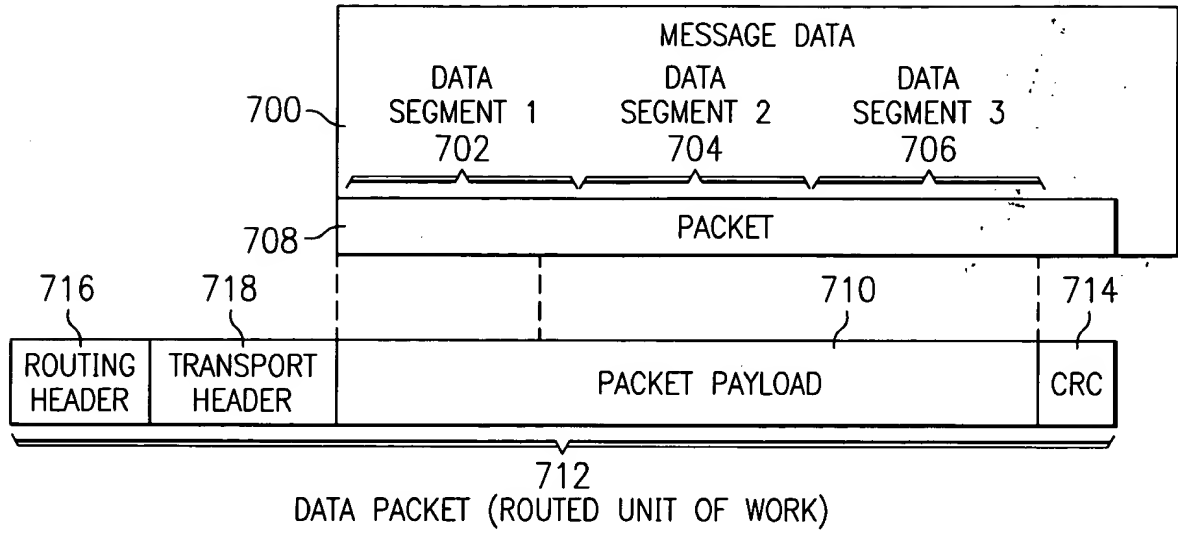 MESSAGE DATA
DATA SEGMENT 1
702
DATA SEGMENT 2
704
DATA SEGMENT 3
706
700
708
PACKET
716
718
710
714
ROUTING HEADER
TRANSPORT HEADER
PACKET PAYLOAD
CRC
712
DATA PACKET (ROUTED UNIT OF WORK)